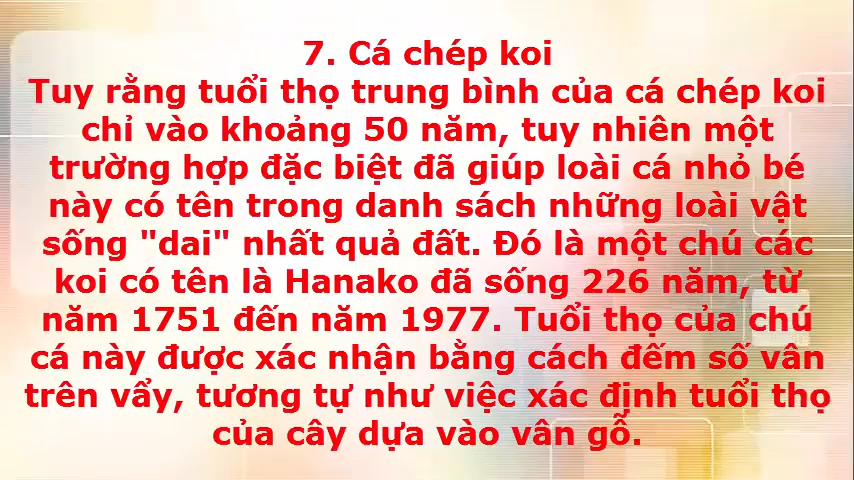 7. Cá chép koi
Tuy rằng tuổi thọ trung bình của cá chép koi
chỉ vào khoảng 50 năm, tuy nhiên một
trường hợp đặc biệt đã giúp loài cá nhỏ bé
này có tên trong danh sách những loài vật
sống "dai" nhất quả đất. Đó là một chú các
koi có tên là Hanako đã sống 226 năm, từ
năm 1751 đến năm 1977. Tuổi thọ của chú
cá này được xác nhận bằng cách đếm số vân
trên vẩy, tương tự như việc xác định tuổi thọ
của cây dựa vào vân gỗ.